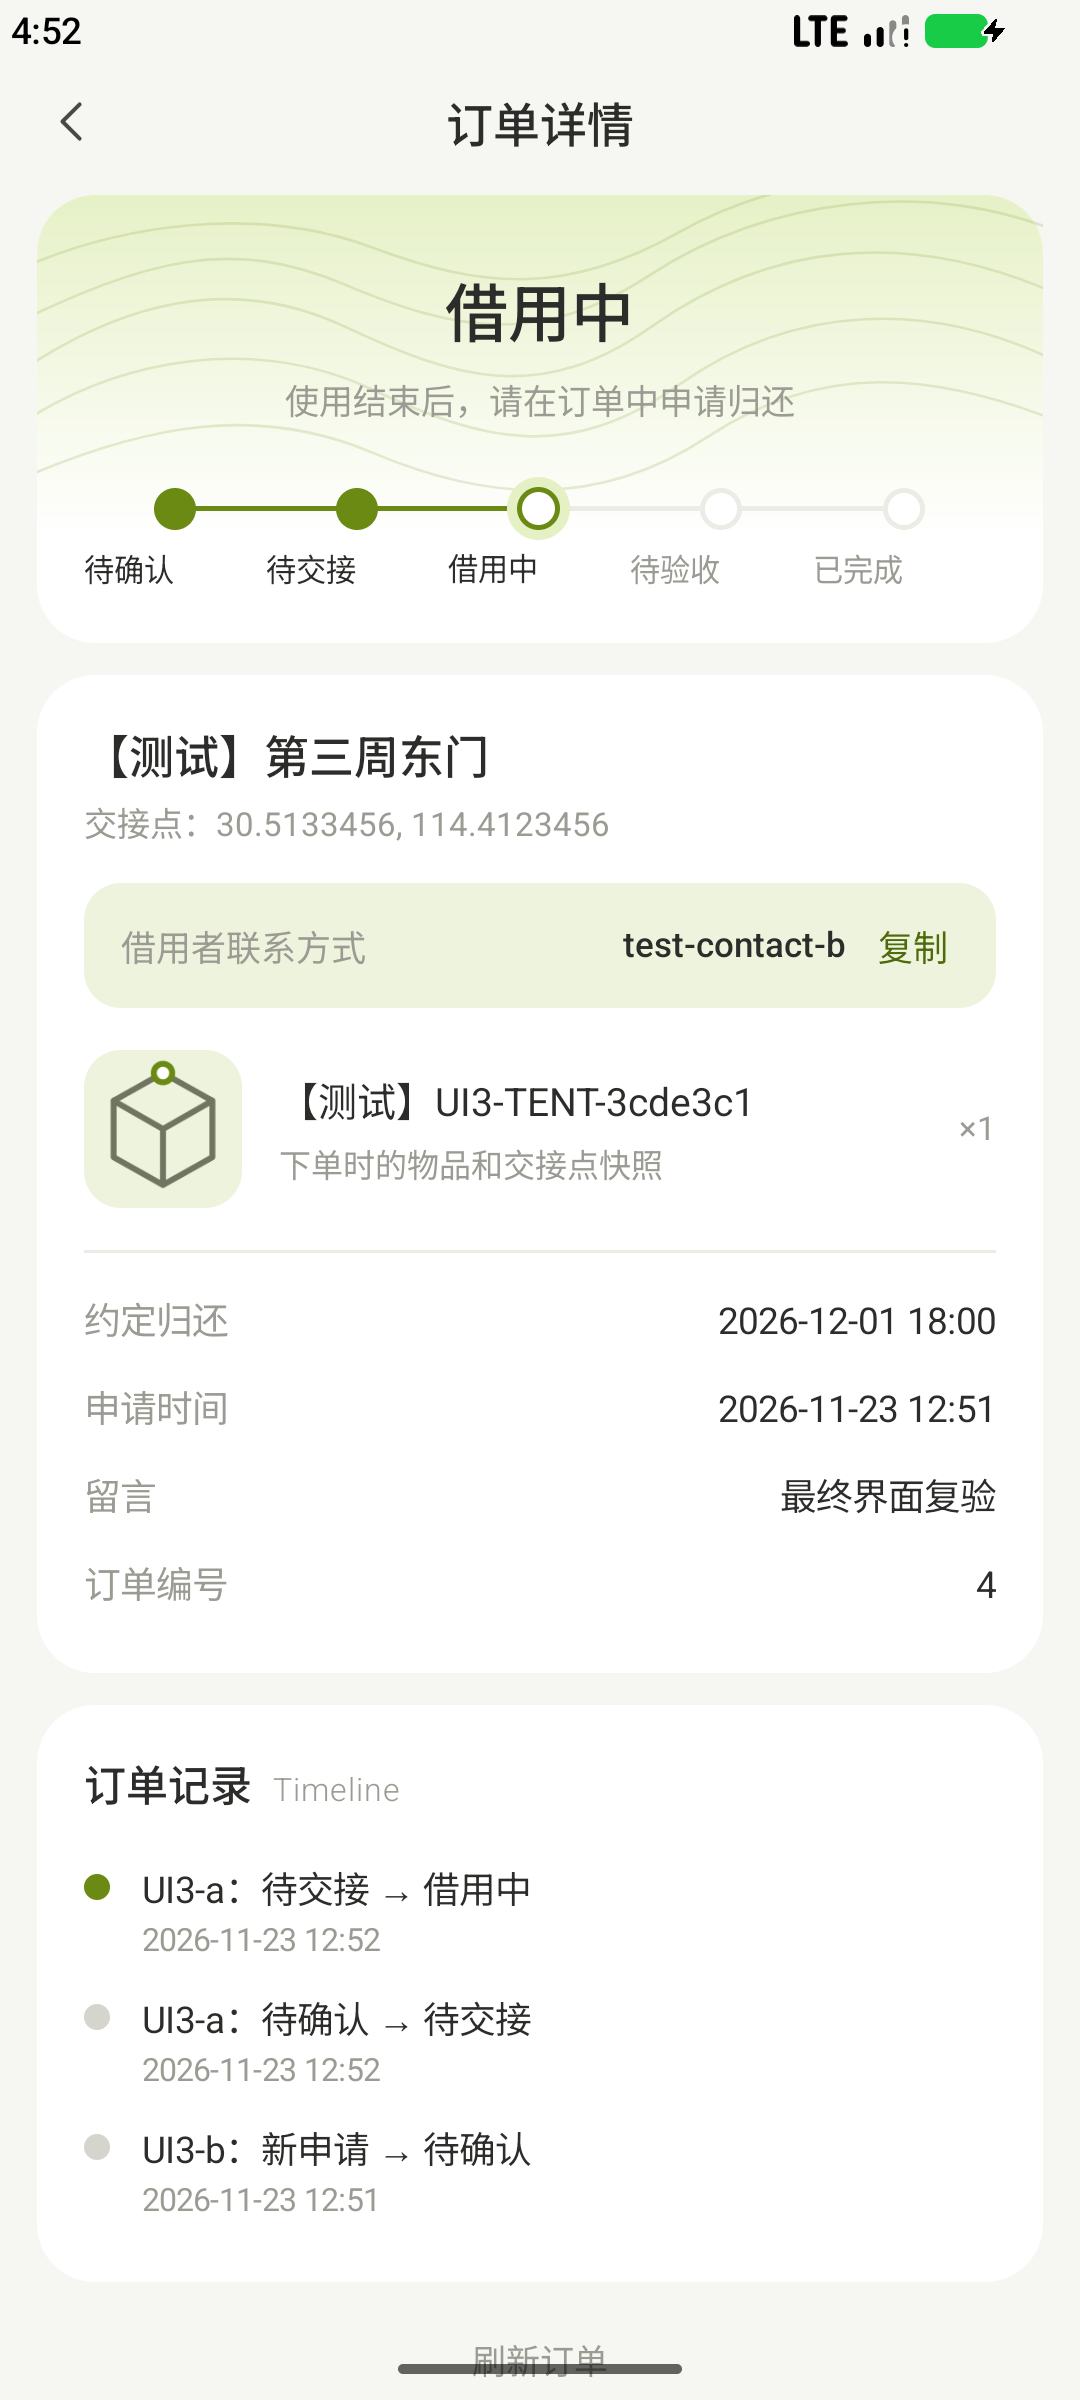 4:52
LTE
订单详情
借用中
使用结束后，请在订单中申请归还
待确认 待交接 借用中 待验收 已完成
【测试】第三周东门
交接点：30.5133456, 114.4123456
借用者联系方式 test-contact-b 复制
【测试】UI3-TENT-3cde3c1
下单时的物品和交接点快照
×1
约定归还 2026-12-01 18:00
申请时间 2026-11-23 12:51
留言 最终界面复验
订单编号 4
订单记录 Timeline
UI3-a：待交接 → 借用中
2026-11-23 12:52
UI3-a：待确认 → 待交接
2026-11-23 12:52
UI3-b：新申请 → 待确认
2026-11-23 12:51
刷新订单